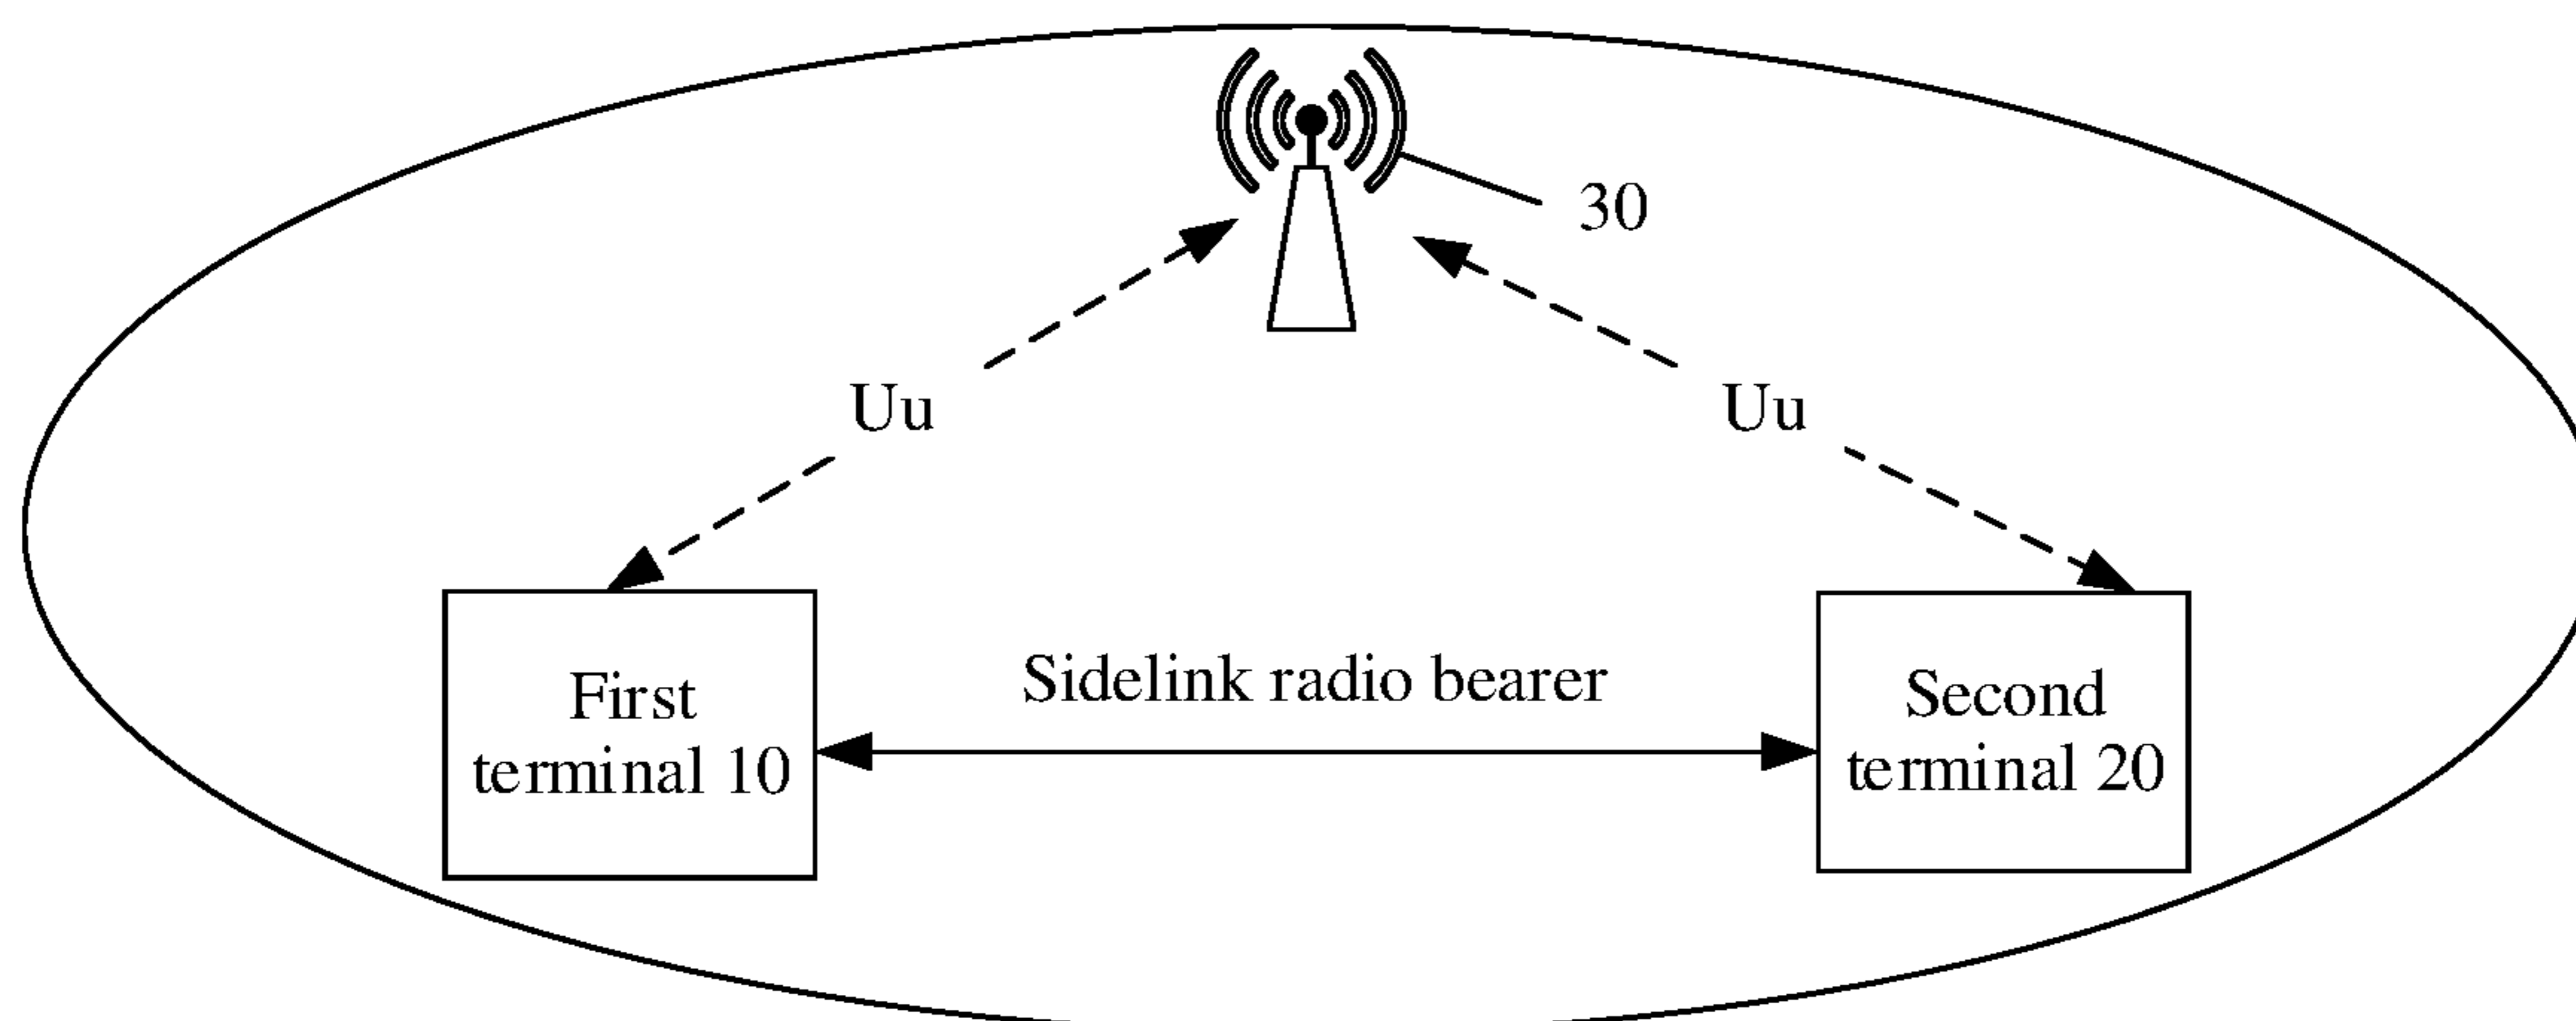 30
Uu
Uu
Sidelink radio bearer
First
terminal 10
Second
terminal 20